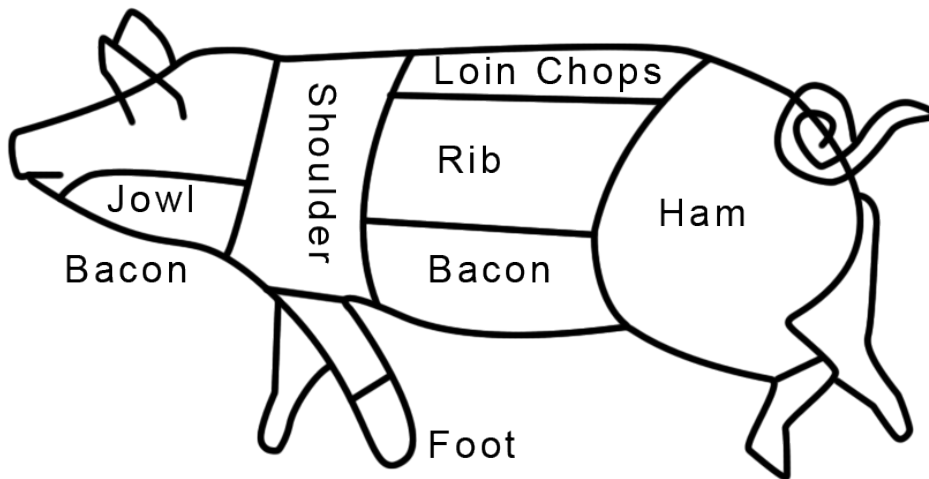 Loin Chops
Shoulder
Rib
Jowl
Ham
Bacon
Bacon
Foot